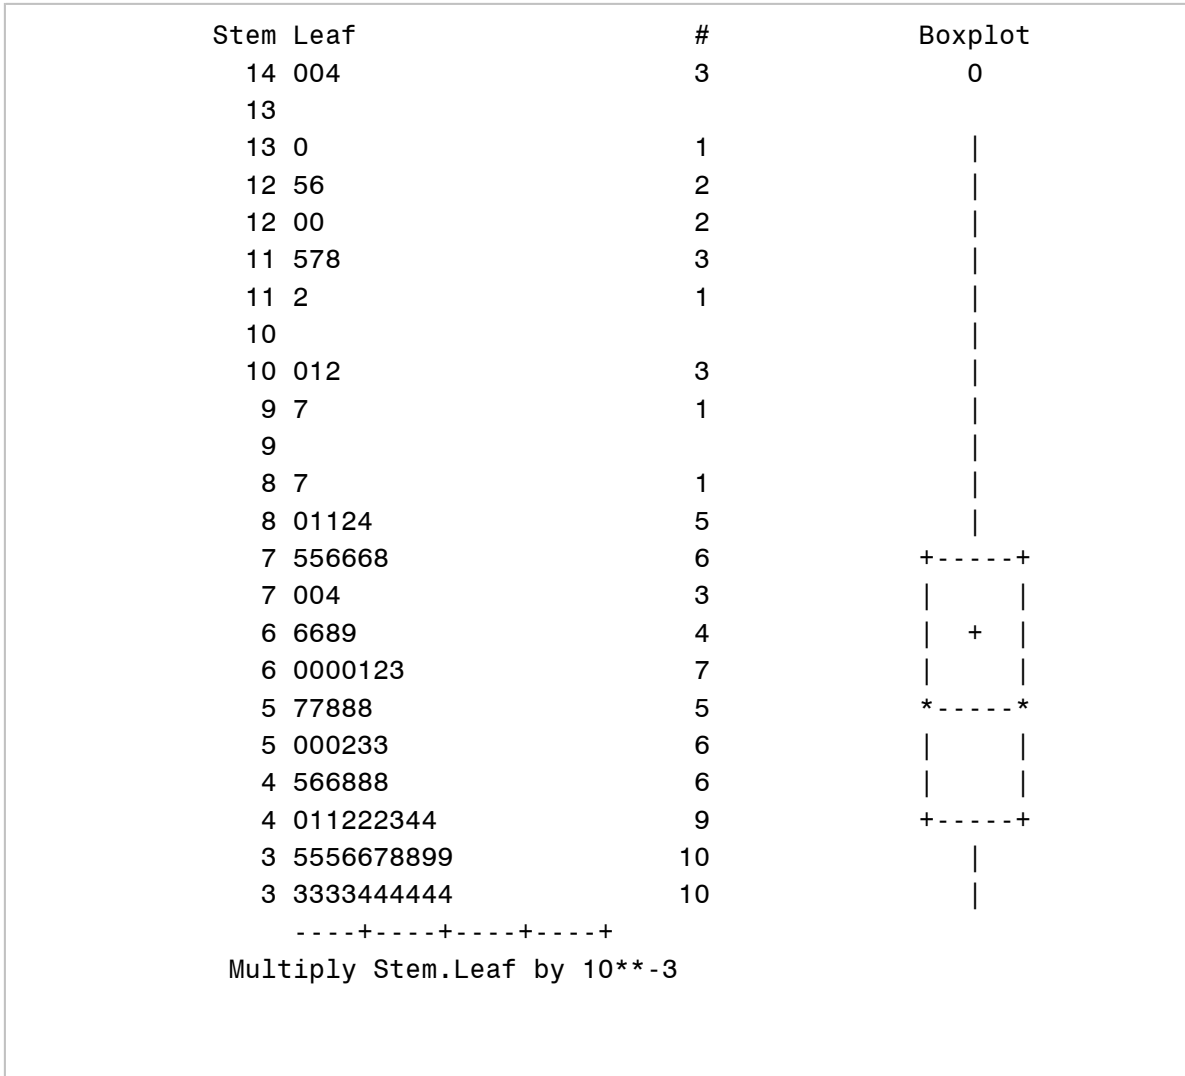 Stem Leaf                     #             Boxplot
  14 004                      3                0
  13
  13 0                        1                |
  12 56                       2                |
  12 00                       2                |
  11 578                      3                |
  11 2                        1                |
  10                                           |
  10 012                      3                |
   9 7                        1                |
   9                                           |
   8 7                        1                |
   8 01124                    5                |
   7 556668                   6             +-----+
   7 004                      3             |     |
   6 6689                     4             |  +  |
   6 0000123                  7             |     |
   5 77888                    5             *-----*
   5 000233                   6             |     |
   4 566888                   6             |     |
   4 011222344                9             +-----+
   3 5556678899              10                |
   3 3333444444              10                |
     ----+----+----+----+
 Multiply Stem.Leaf by 10**-3